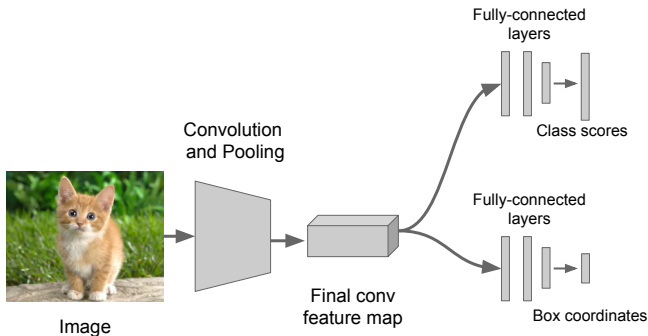 Fully-connected
layers
Class scores
Convolution
and Pooling
Fully-connected
layers
Box coordinates
Final conv
feature map
Image